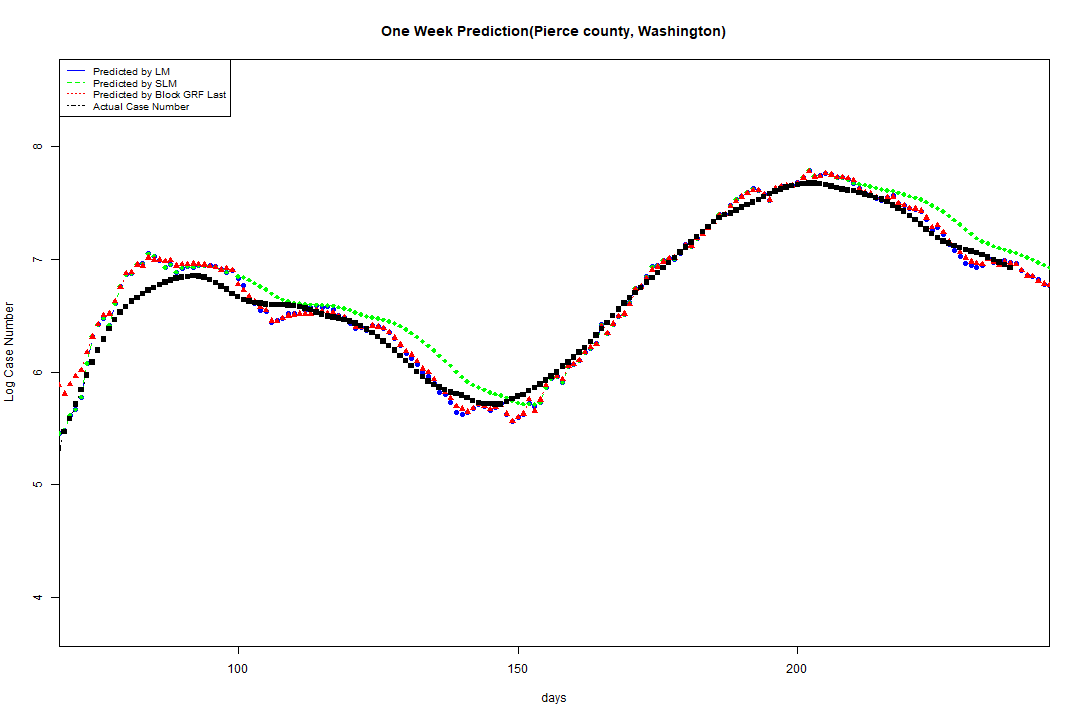 One Week Prediction(Pierce county, Washington)
Predicted by LM
Predicted by SLM
Predicted by Block GRF Last
Actual Case Number
8
7
6
5
4
Log Case Number
100
150
200
days